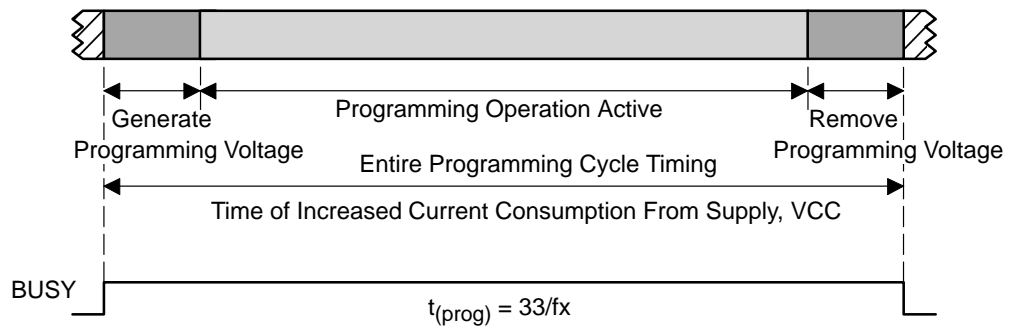 Generate
Programming Voltage
Programming Operation Active
Remove
Programming Voltage
Entire Programming Cycle Timing
Time of Increased Current Consumption From Supply, VCC
BUSY
t(prog) = 33/fx